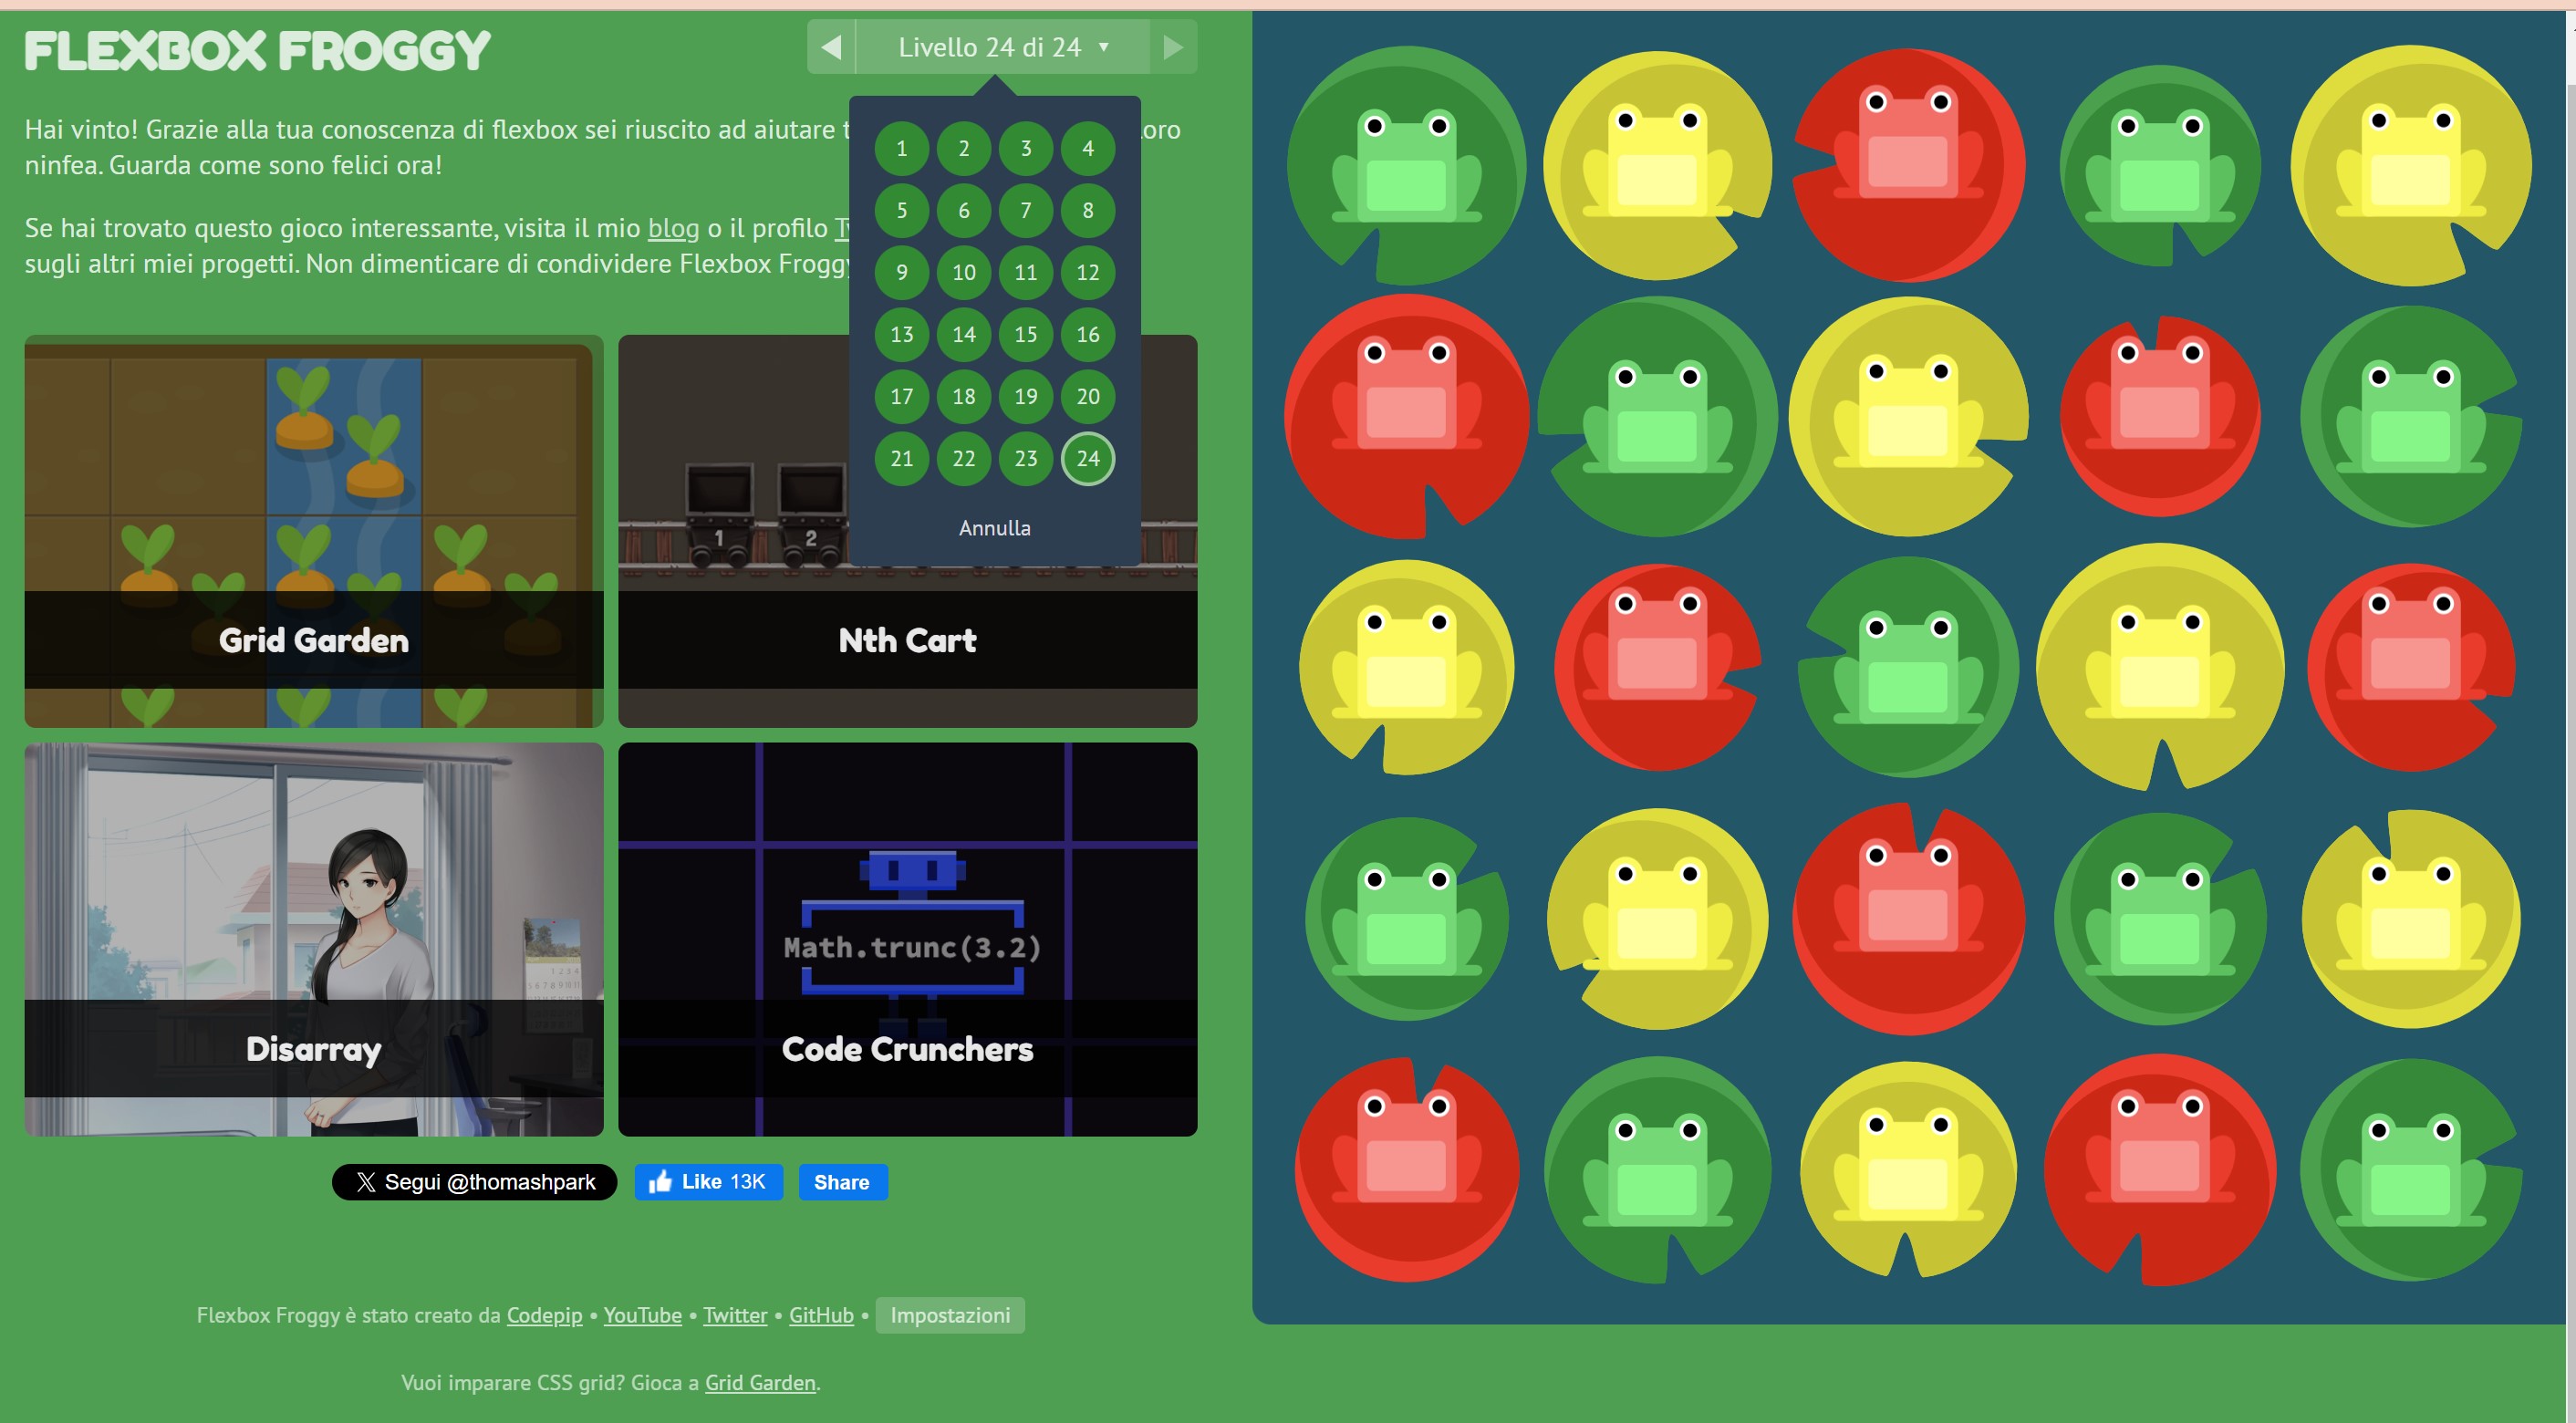 FLEXBOX FROGGY
Livello 24 di 24 ▼
Hai vinto! Grazie alla tua conoscenza di flexbox sei riuscito ad aiutare t
ninfea. Guarda come sono felici ora!
Se hai trovato questo gioco interessante, visita il mio blog o il profilo
sugli altri miei progetti. Non dimenticare di condividere Flexbox Froggy
1 2 3 4
5 6 7 8
9 10 11 12
13 14 15 16
17 18 19 20
21 22 23 24
Annulla
1 2
Grid Garden
Nth Cart
Math.trunc(3.2)
Disarray
Code Crunchers
Segui @thomashpark
Like 13K
Share
Flexbox Froggy è stato creato da Codepip • YouTube • Twitter • GitHub • Impostazioni
Vuoi imparare CSS grid? Gioca a Grid Garden.